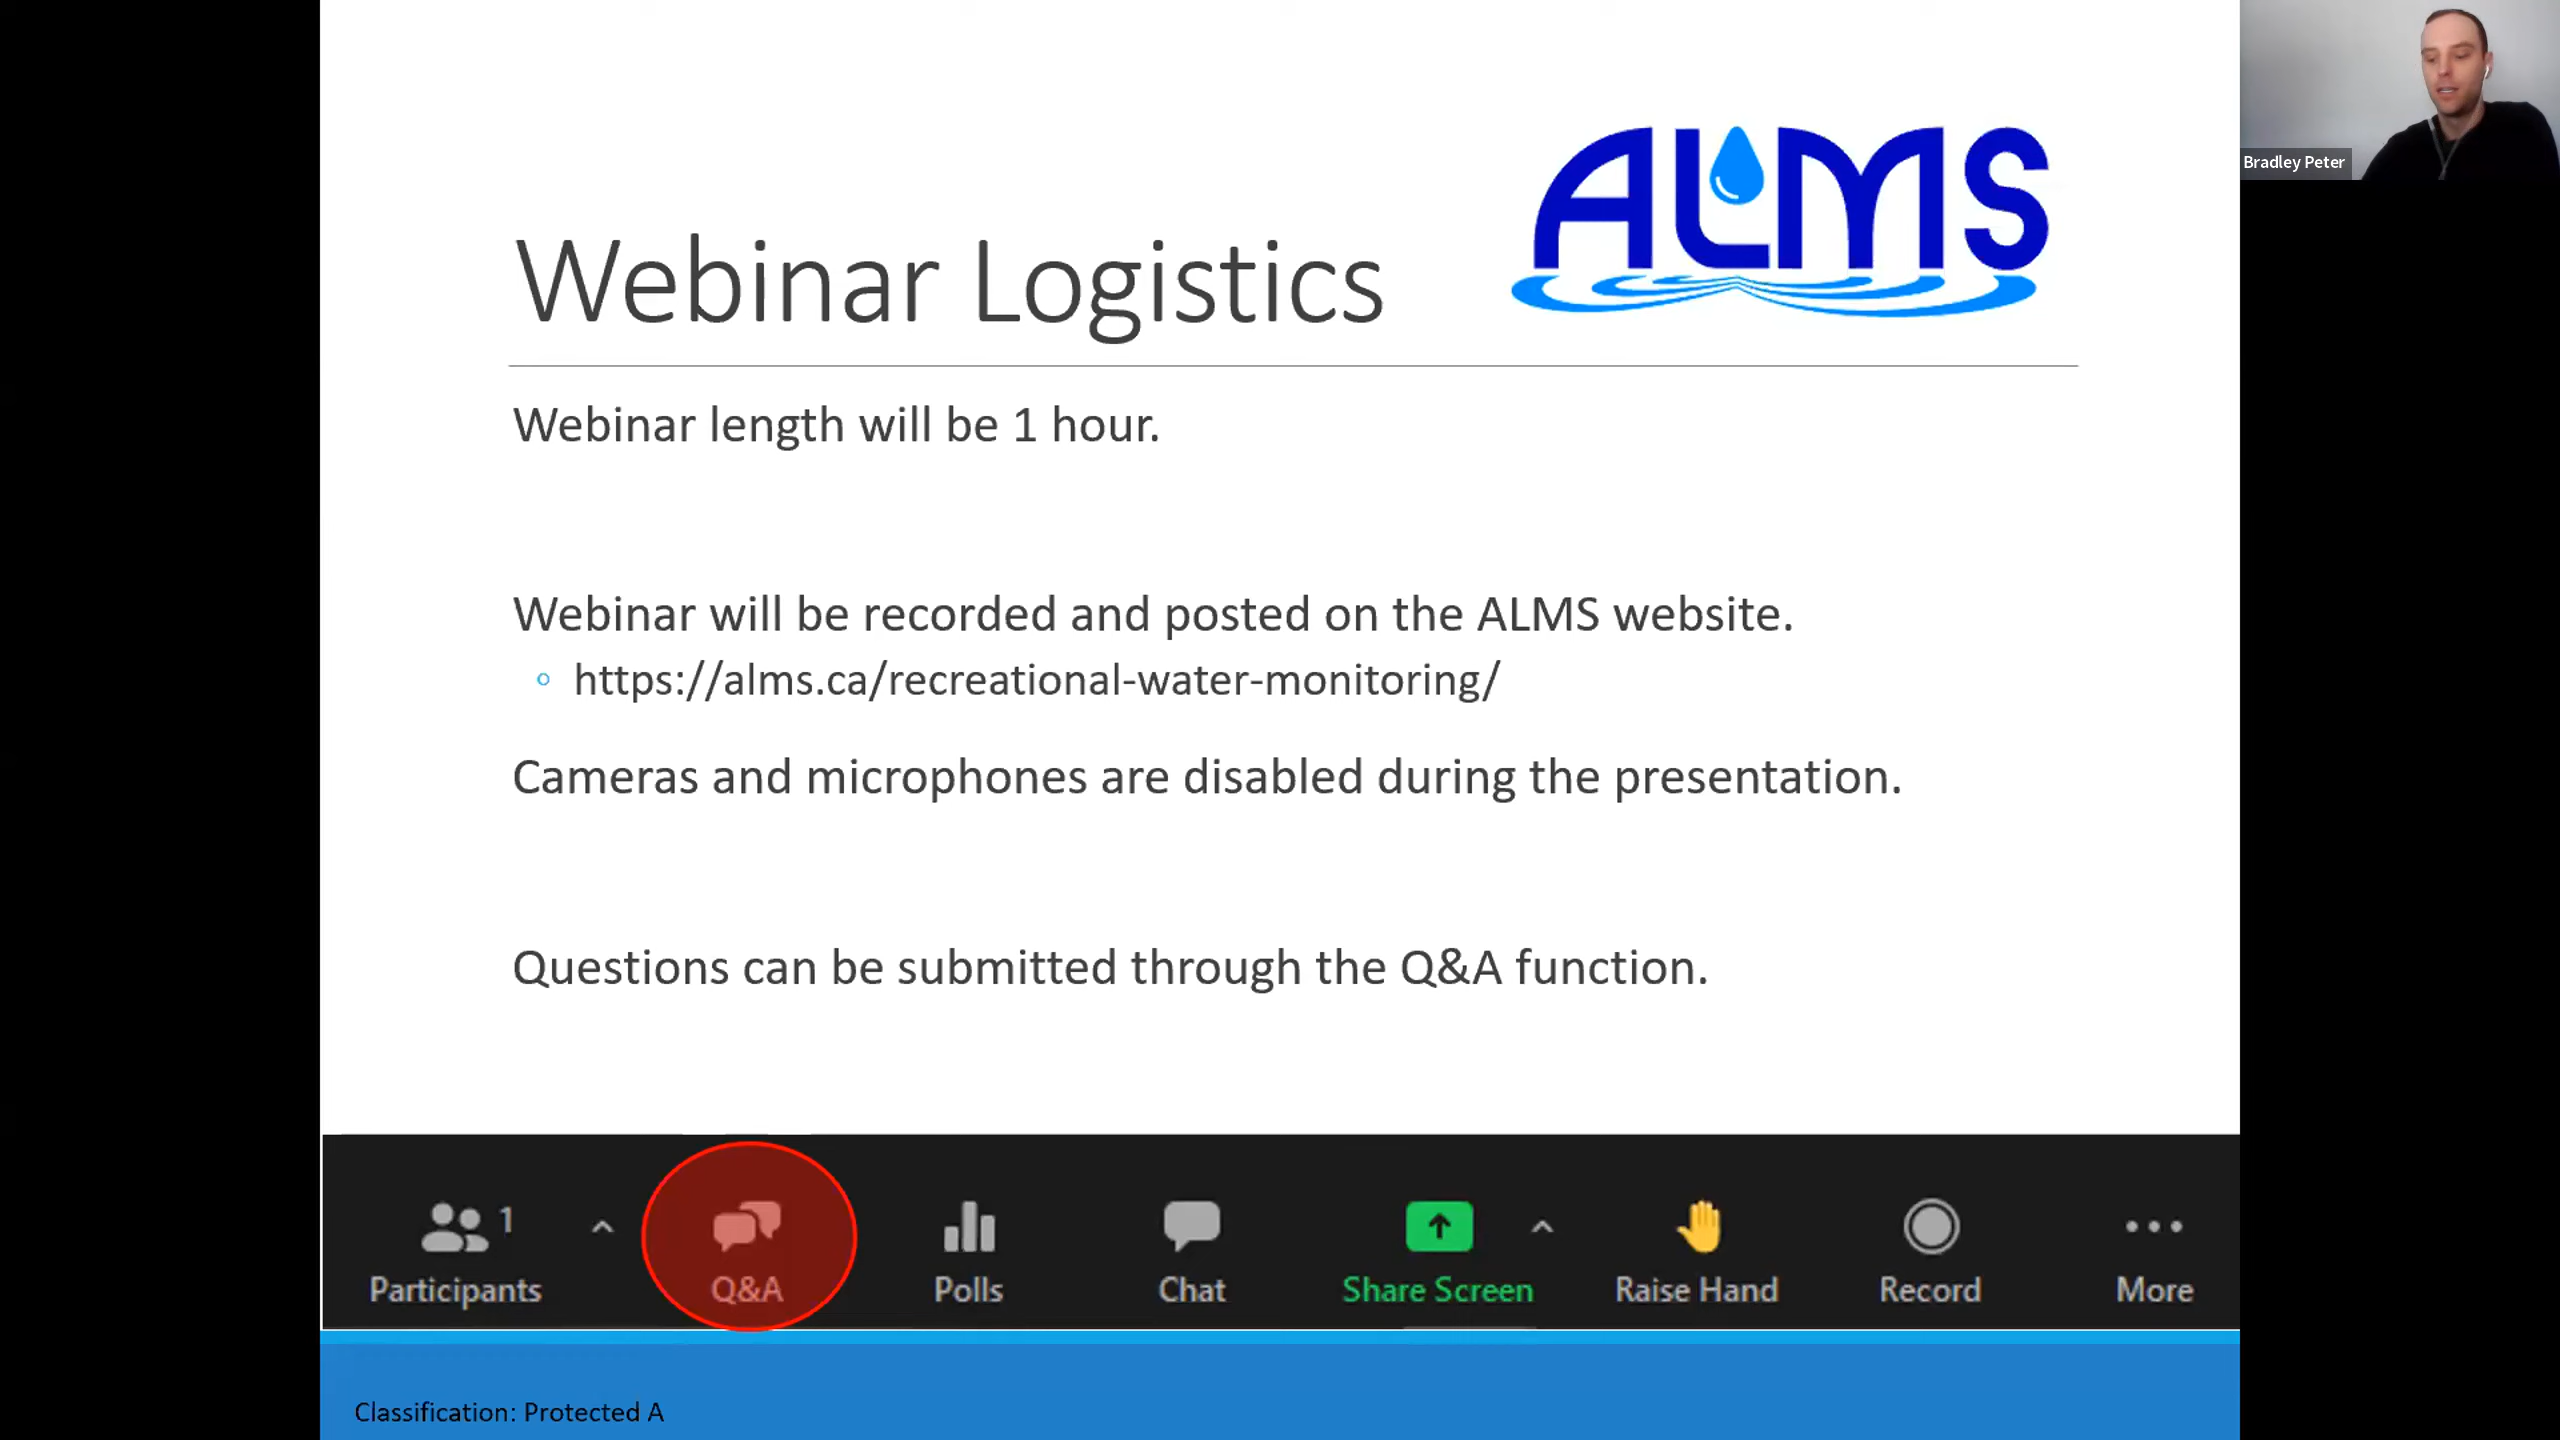 ALMS
Bradley Peter
Webinar Logistics
Webinar length will be 1 hour.
Webinar will be recorded and posted on the ALMS website.
https://alms.ca/recreational-water-monitoring/
Cameras and microphones are disabled during the presentation.
Questions can be submitted through the Q&A function.
1
Participants Q&A Polls Chat Share Screen Raise Hand Record More
Classification: Protected A